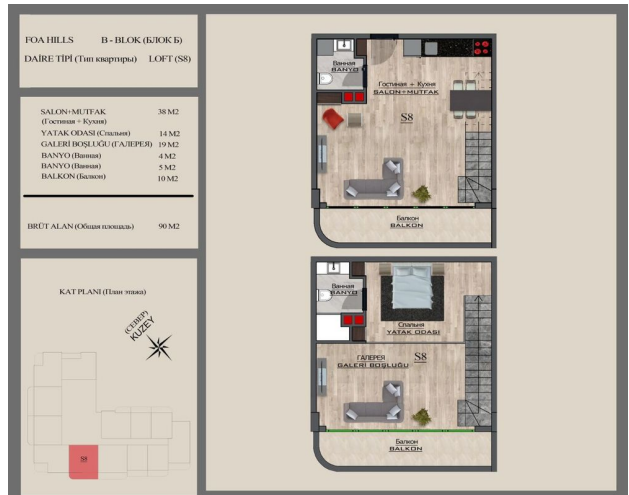 FOA HILLS B - BLOK (БЛОК Б)
DAİRE TİPİ (Тип квартиры) LOFT (S8)
SALON+MUTFAK 38 M2
(Гостиная + Кухня)
YATAK ODASI (Спальня) 14 M2
GALERİ BOŞLUĞU (ГАЛЕРЕЯ) 19 M2
BANYO (Ванная) 4 M2
BANYO (Ванная) 5 M2
BALKON (Балкон) 10 M2
BRÜT ALAN (Общая площадь) 90 M2
KAT PLANI (План этажа)
(СЕВЕР)
KUZEY
S8
Ванная
BANYO
Гостиная + Кухня
SALON+MUTFAK
S8
Балкон
BALKON
Ванная
BANYO
Спальня
YATAK ODASI
ГАЛЕРЕЯ S8
GALERİ BOŞLUĞU
Балкон
BALKON